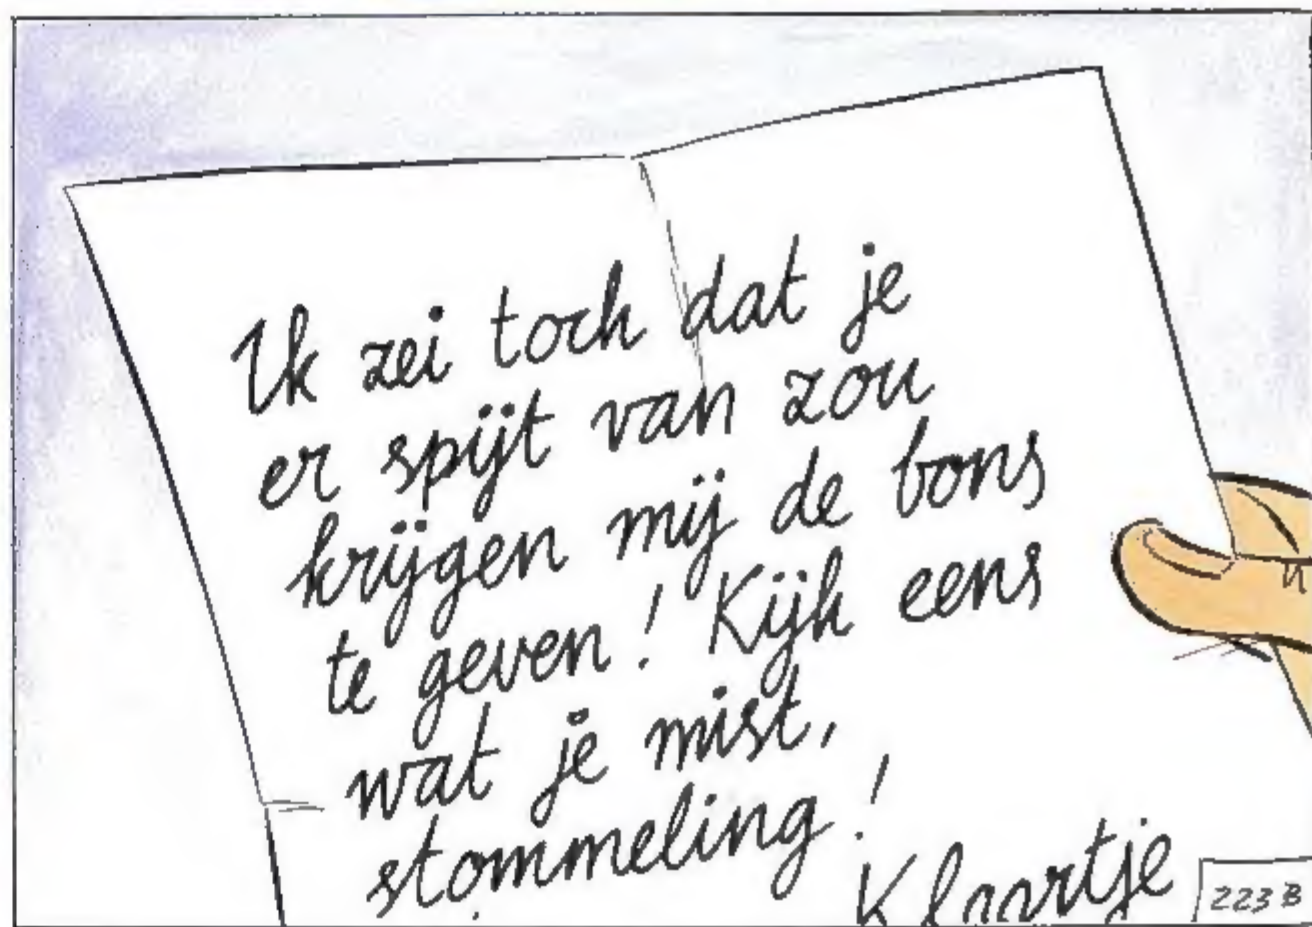 Ik zei toch dat je
er spijt van zou
krijgen mij de bons
te geven! Kijk eens
wat je mist,
stommeling!
Klaartje
223 B